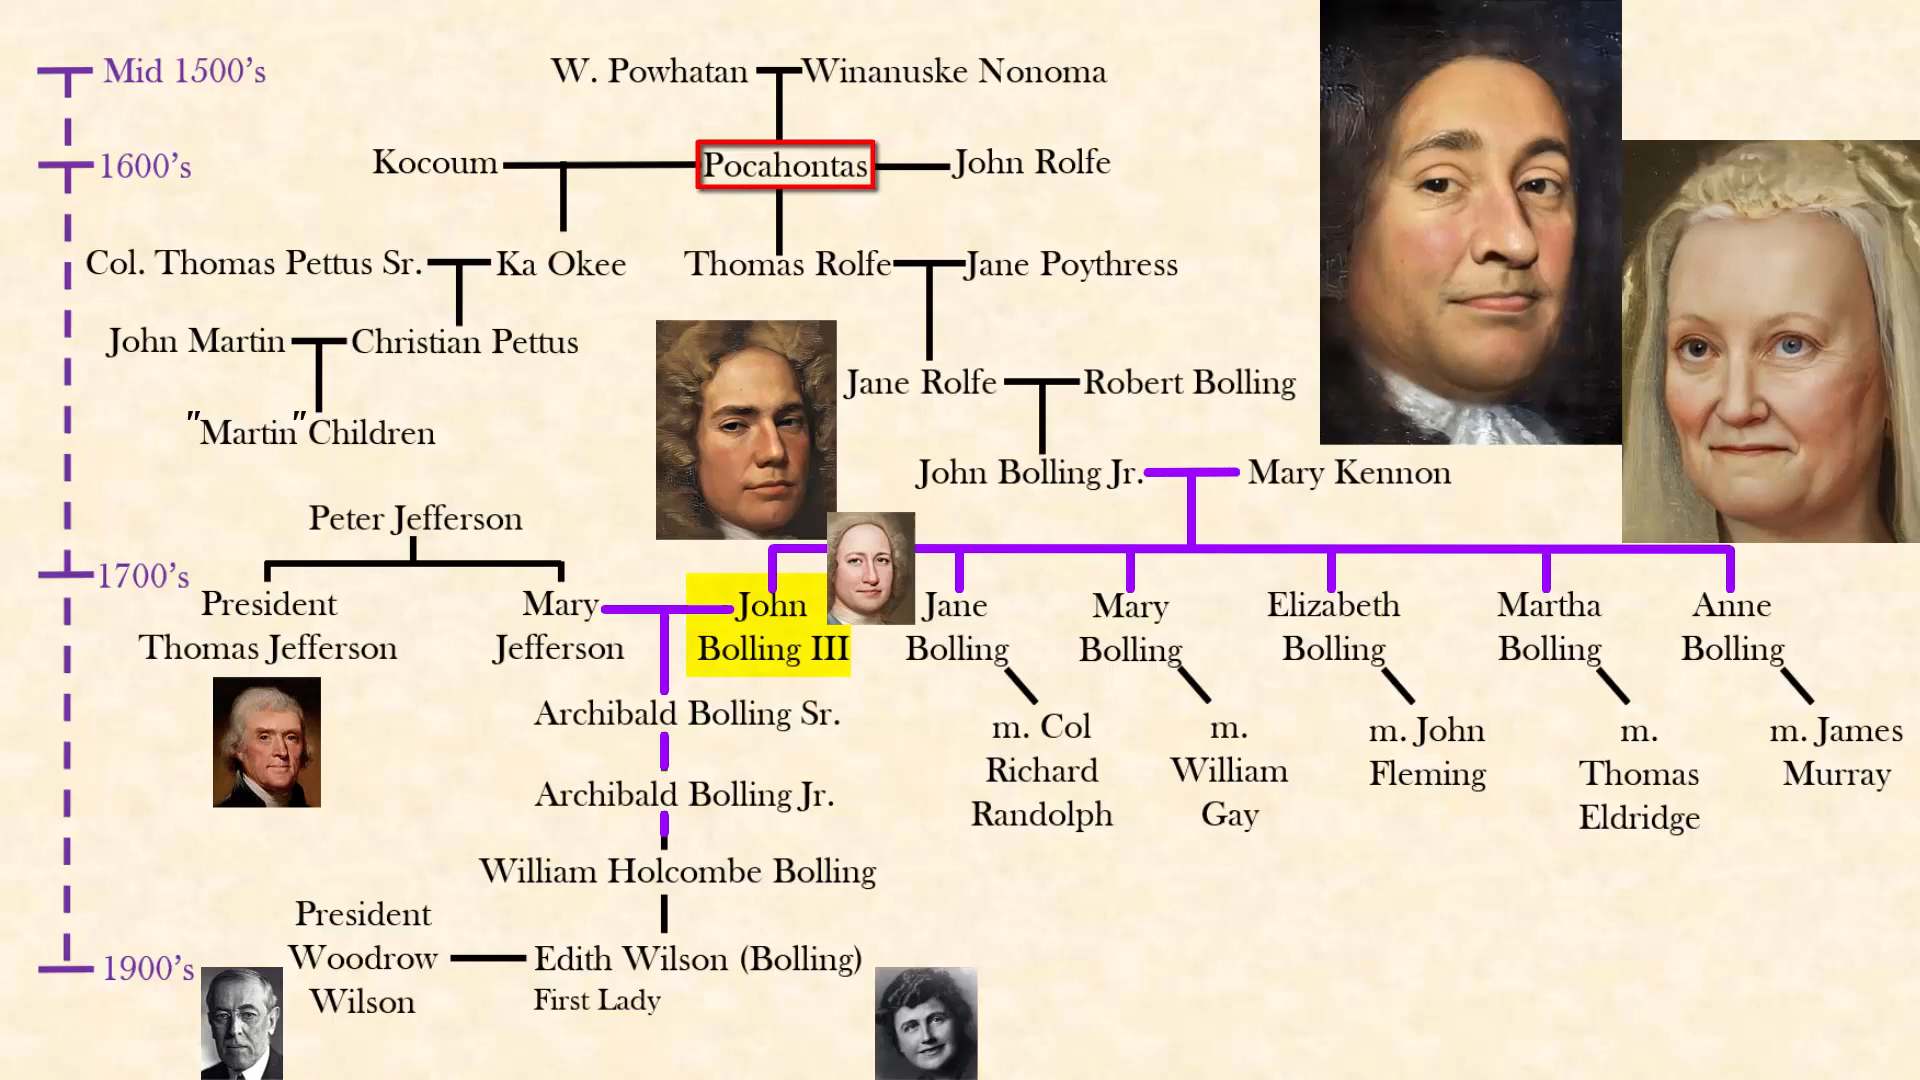 Mid 1500's
W. Powhatan
Winanuske Nonoma
1600's
Kocoum
Pocahontas
John Rolfe
Col. Thomas Pettus Sr.
Ka Okee
Thomas Rolfe
Jane Poythress
John Martin
Christian Pettus
Jane Rolfe
Robert Bolling
"Martin" Children
John Bolling Jr.
Mary Kennon
Peter Jefferson
1700's
President
Thomas Jefferson
Mary
Jefferson
John
Bolling III
Jane
Bolling
Mary
Bolling
Elizabeth
Bolling
Martha
Bolling
Anne
Bolling
m. Col
Richard
Randolph
m.
William
Gay
m. John
Fleming
m.
Thomas
Eldridge
m. James
Murray
Archibald Bolling Sr.
Archibald Bolling Jr.
William Holcombe Bolling
President
Woodrow
Wilson
Edith Wilson (Bolling)
First Lady
1900's